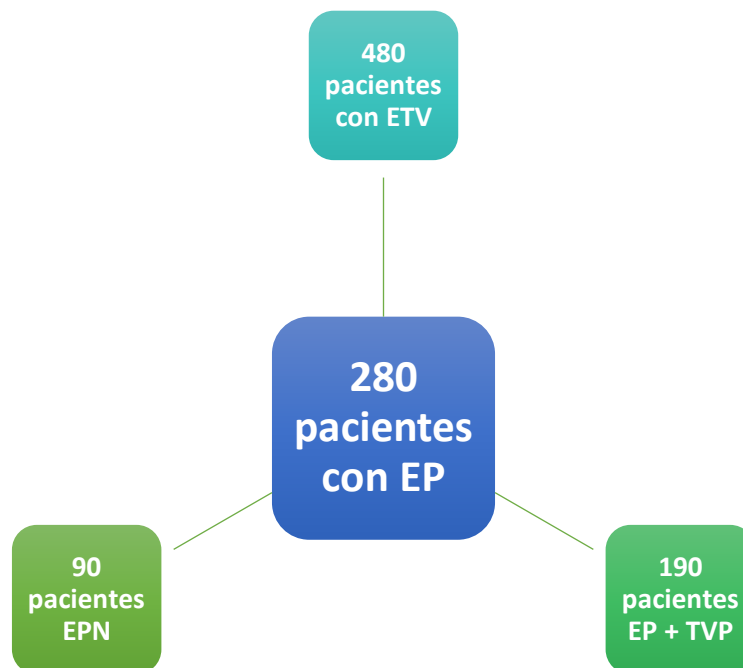 480
pacientes
con ETV
280
pacientes
con EP
90
pacientes
EPN
190
pacientes
EP + TVP